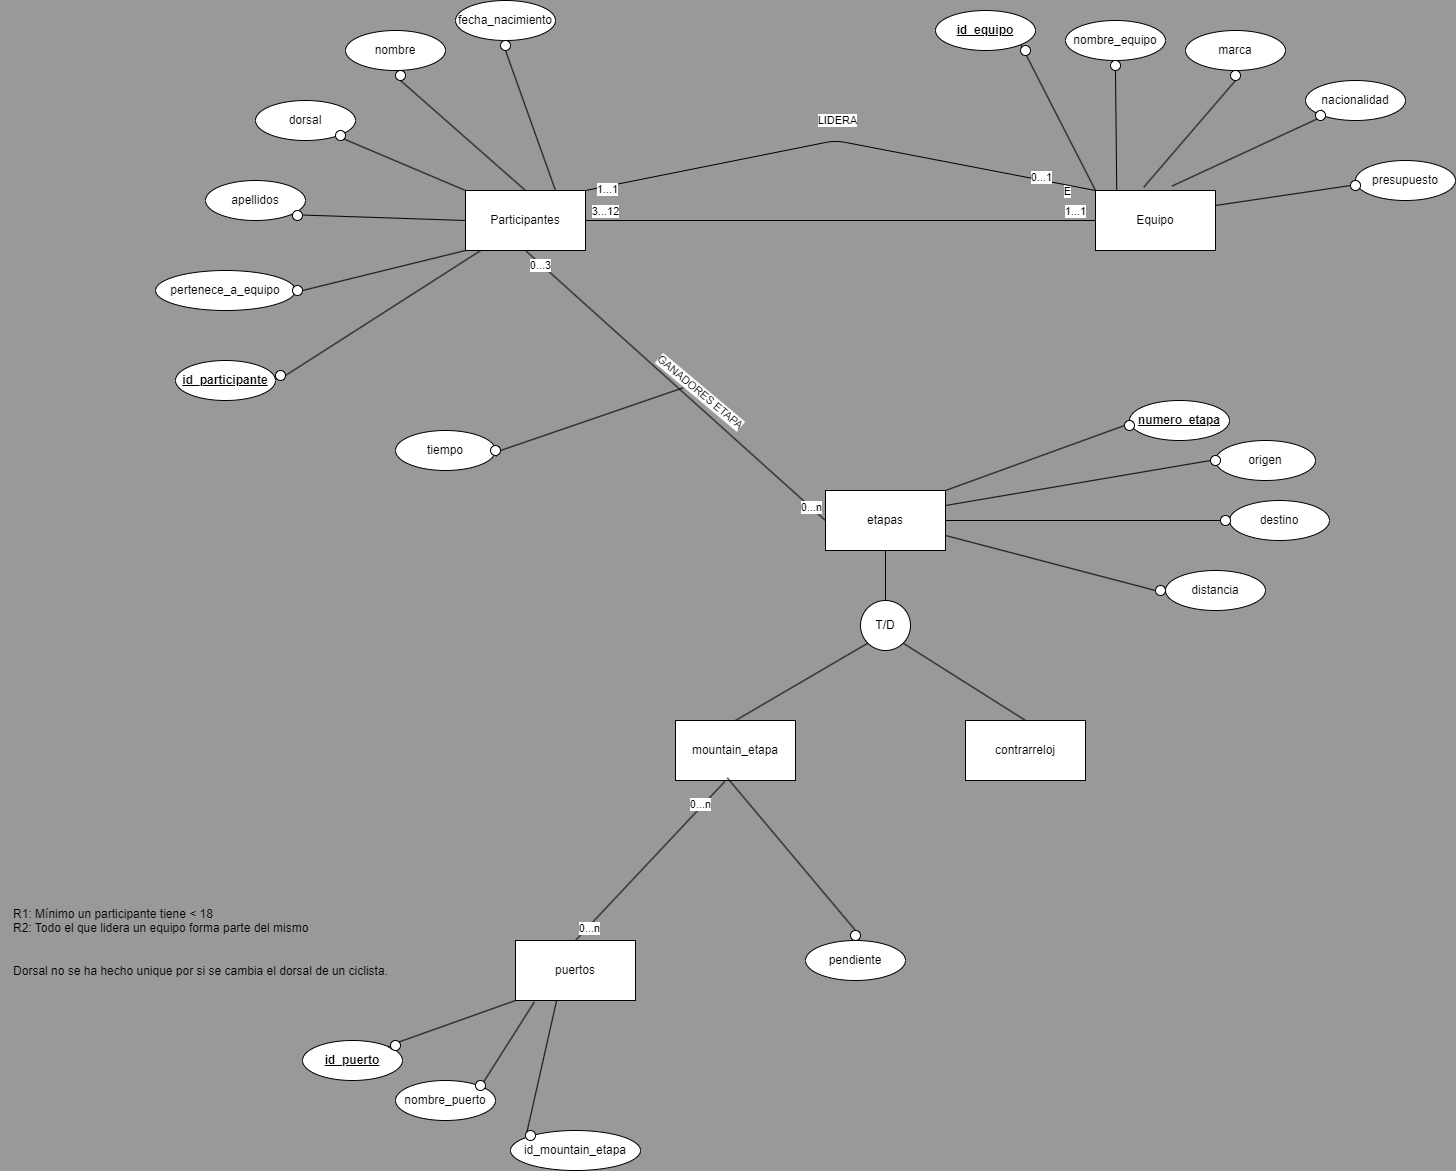 fecha_nacimiento
nombre
dorsal
apellidos
pertenece_a_equipo
id_participante
id_equipo
nombre_equipo
marca
nacionalidad
presupuesto
LIDERA
1...1
0...1
E
3...12
1...1
Participantes
Equipo
0...3
GANADORES ETAPA
tiempo
0...n
etapas
numero_etapa
origen
destino
distancia
T/D
mountain_etapa
contrarreloj
0...n
0...n
pendiente
puertos
id_puerto
nombre_puerto
id_mountain_etapa
R1: Mínimo un participante tiene < 18
R2: Todo el que lidera un equipo forma parte del mismo
Dorsal no se ha hecho unique por si se cambia el dorsal de un ciclista.